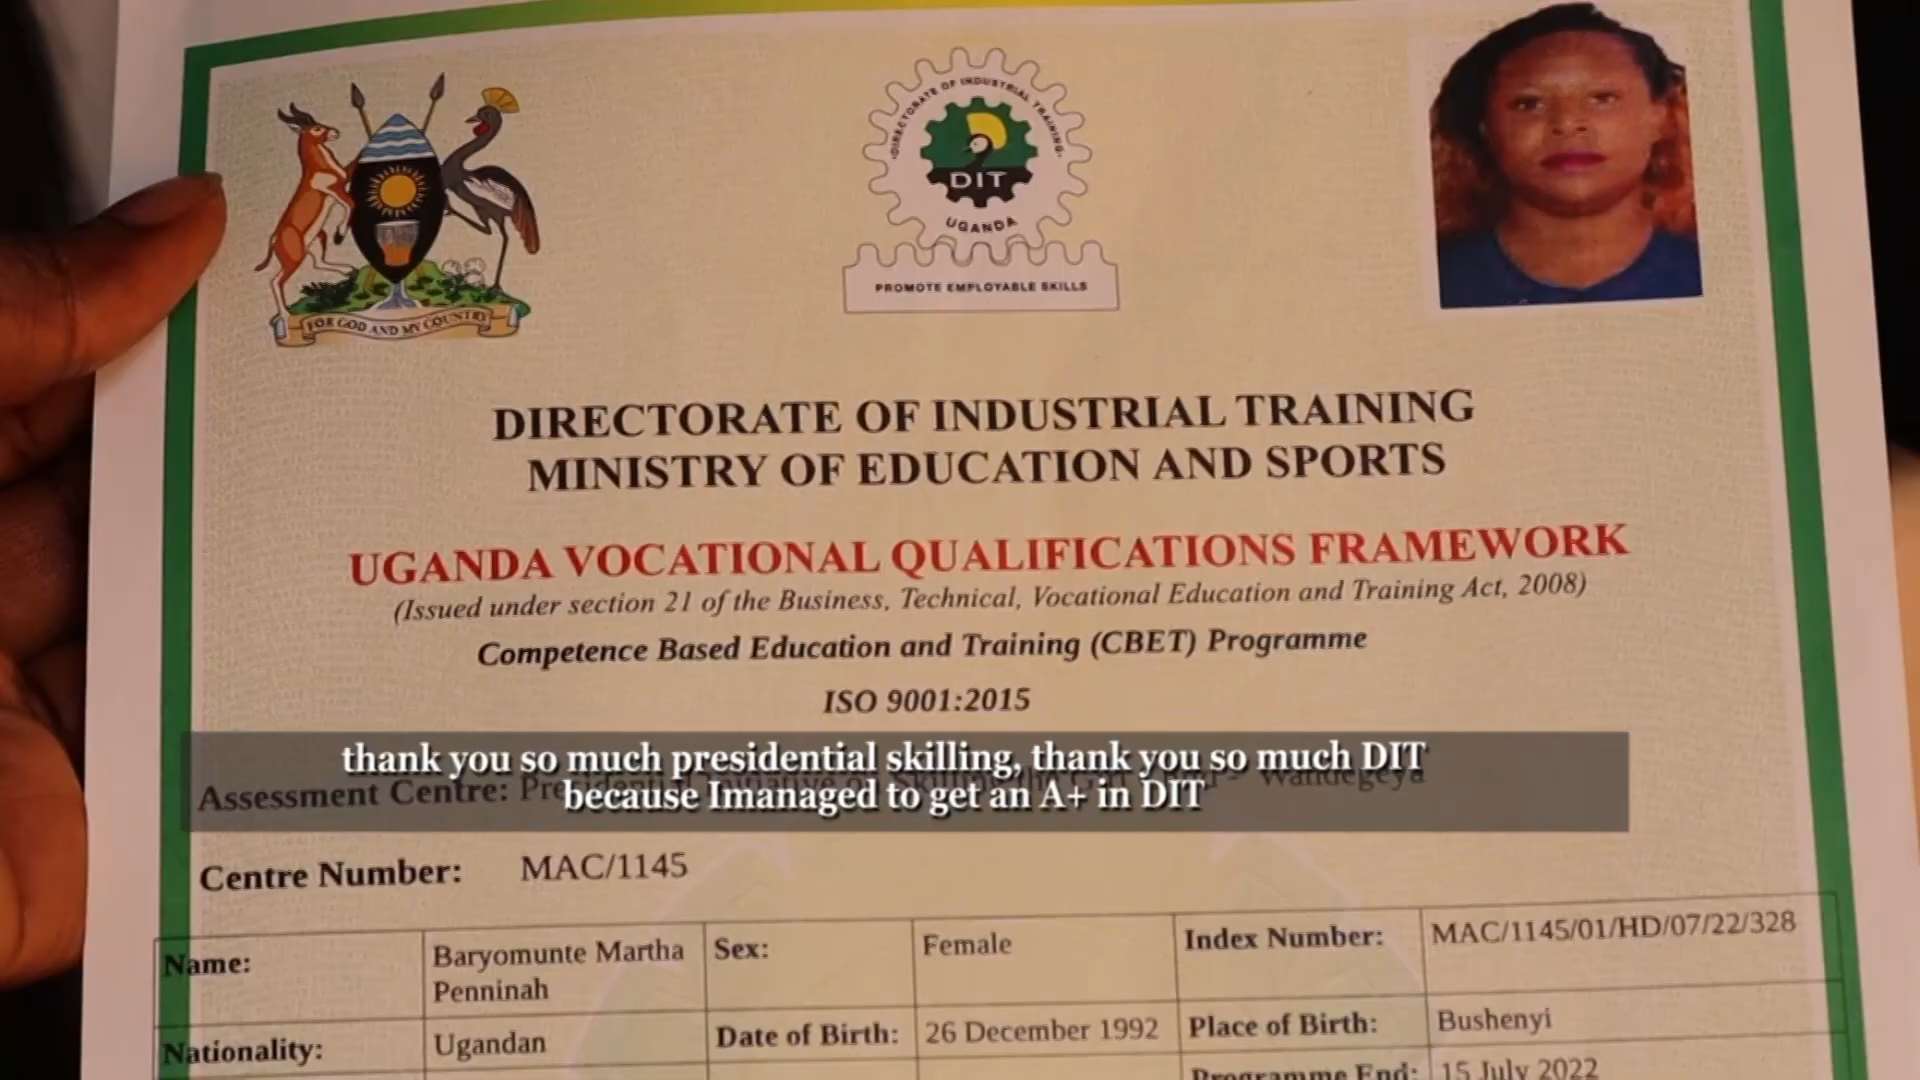 DIRECTORATE OF INDUSTRIAL TRAINING
DIT
UGANDA
PROMOTE EMPLOYABLE SKILLS
FOR GOD AND MY COUNTRY
DIRECTORATE OF INDUSTRIAL TRAINING
MINISTRY OF EDUCATION AND SPORTS
UGANDA VOCATIONAL QUALIFICATIONS FRAMEWORK
(Issued under section 21 of the Business, Technical, Vocational Education and Training Act, 2008)
Competence Based Education and Training (CBET) Programme
ISO 9001:2015
thank you so much presidential skilling, thank you so much DIT
because Imanaged to get an A+ in DIT
Assessment Centre: Wandegeya
Centre Number: MAC/1145
Name: Baryomunte Martha Penninah Sex: Female Index Number: MAC/1145/01/HD/07/22/328
Nationality: Ugandan Date of Birth: 26 December 1992 Place of Birth: Bushenyi
Programme End: 15 July 2022